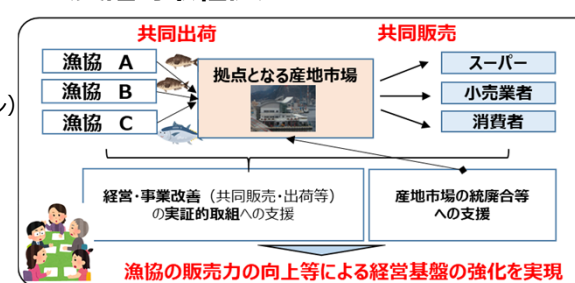 共同出荷
共同販売
漁協 A
漁協 B
漁協 C
拠点となる産地市場
スーパー
小売業者
消費者
経営・事業改善（共同販売・出荷等）
の実証的取組への支援
産地市場の統廃合等
への支援
漁協の販売力の向上等による経営基盤の強化を実現